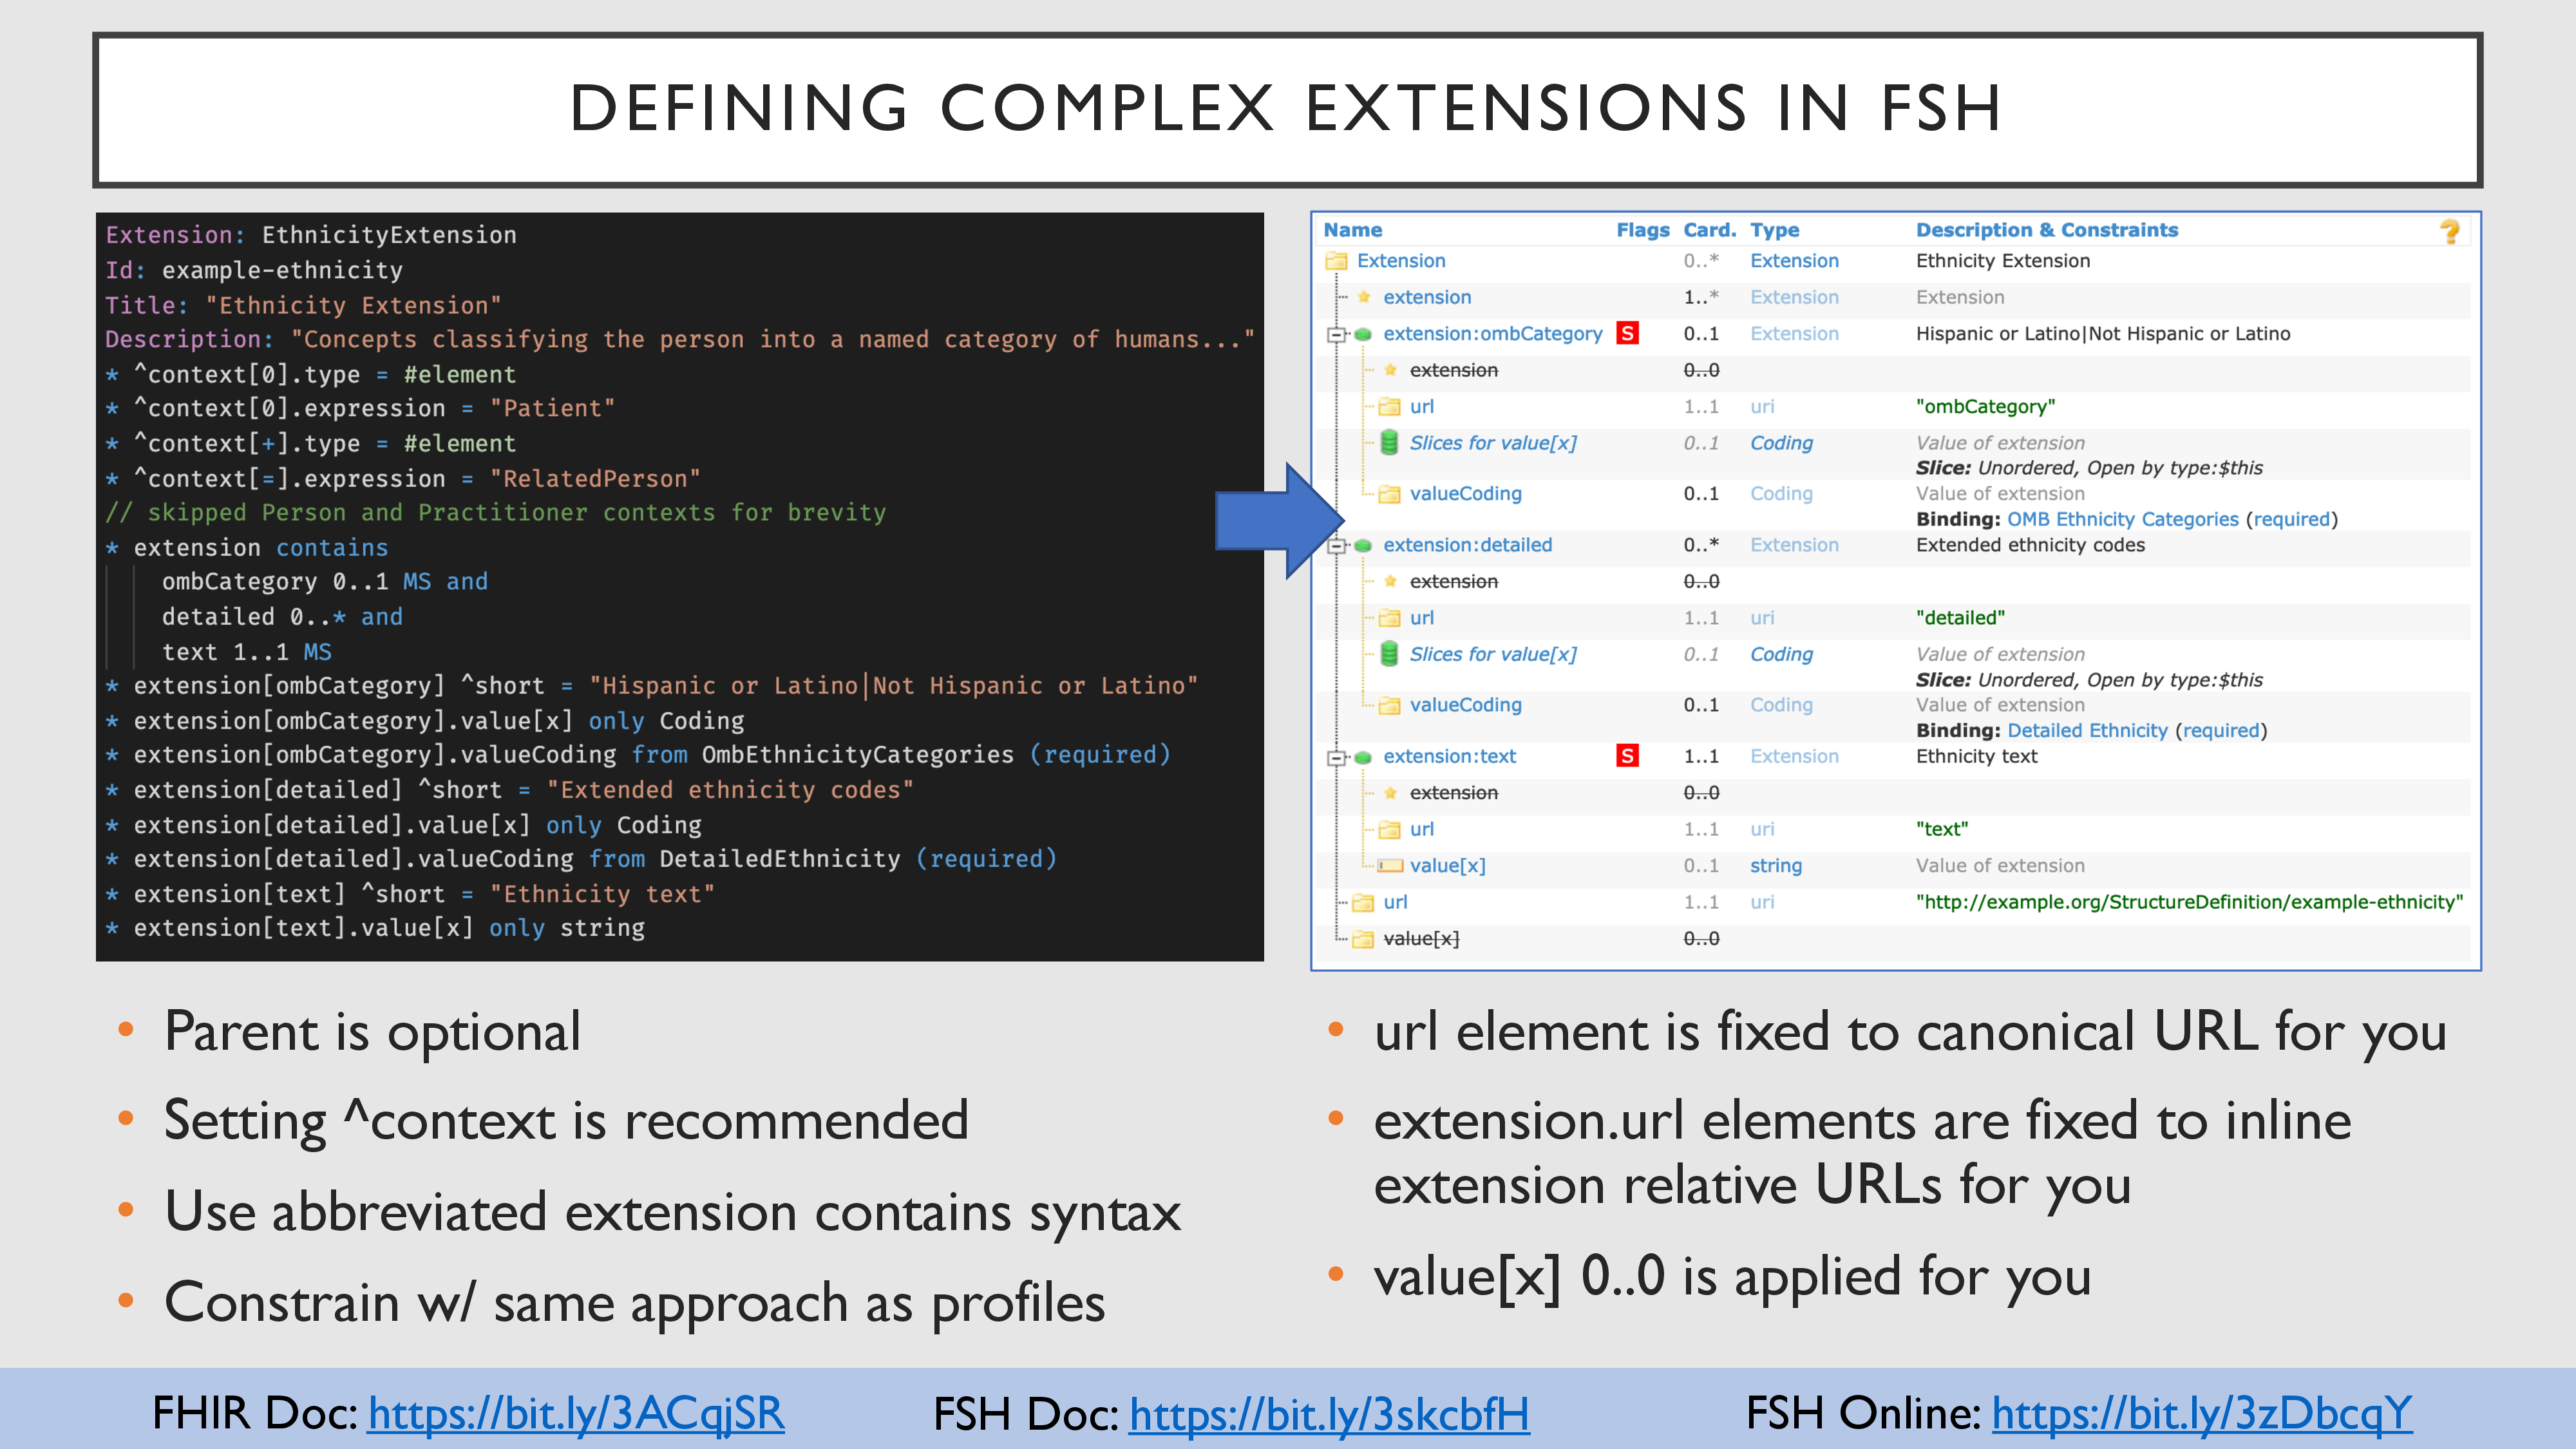 DEFINING COMPLEX EXTENSIONS IN FSH
Extension: EthnicityExtension
Id: example-ethnicity
Title: "Ethnicity Extension"
Description: "Concepts classifying the person into a named category of humans..."
* ^context[0].type = #element
* ^context[0].expression = "Patient"
* ^context[+].type = #element
* ^context[=].expression = "RelatedPerson"
// skipped Person and Practitioner contexts for brevity
* extension contains
ombCategory 0..1 MS and
detailed 0..* and
text 1..1 MS
* extension[ombCategory] ^short = "Hispanic or Latino|Not Hispanic or Latino"
* extension[ombCategory].value[x] only Coding
* extension[ombCategory].valueCoding from OmbEthnicityCategories (required)
* extension[detailed] ^short = "Extended ethnicity codes"
* extension[detailed].value[x] only Coding
* extension[detailed].valueCoding from DetailedEthnicity (required)
* extension[text] ^short = "Ethnicity text"
* extension[text].value[x] only string
Name Flags Card. Type Description & Constraints ?
Extension 0..* Extension Ethnicity Extension
extension 1..* Extension Extension
extension:ombCategory S 0..1 Extension Hispanic or Latino|Not Hispanic or Latino
extension 0..0
url 1..1 uri "ombCategory"
Slices for value[x] 0..1 Coding Value of extension
Slice: Unordered, Open by type:$this
valueCoding 0..1 Coding Value of extension
Binding: OMB Ethnicity Categories (required)
extension:detailed 0..* Extension Extended ethnicity codes
extension 0..0
url 1..1 uri "detailed"
Slices for value[x] 0..1 Coding Value of extension
Slice: Unordered, Open by type:$this
valueCoding 0..1 Coding Value of extension
Binding: Detailed Ethnicity (required)
extension:text S 1..1 Extension Ethnicity text
extension 0..0
url 1..1 uri "text"
value[x] 0..1 string Value of extension
url 1..1 uri "http://example.org/StructureDefinition/example-ethnicity"
value[x] 0..0
• Parent is optional
• Setting ^context is recommended
• Use abbreviated extension contains syntax
• Constrain w/ same approach as profiles
• url element is fixed to canonical URL for you
• extension.url elements are fixed to inline
extension relative URLs for you
• value[x] 0..0 is applied for you
FHIR Doc: https://bit.ly/3ACqjSR
FSH Doc: https://bit.ly/3skcbfH
FSH Online: https://bit.ly/3zDbcqY